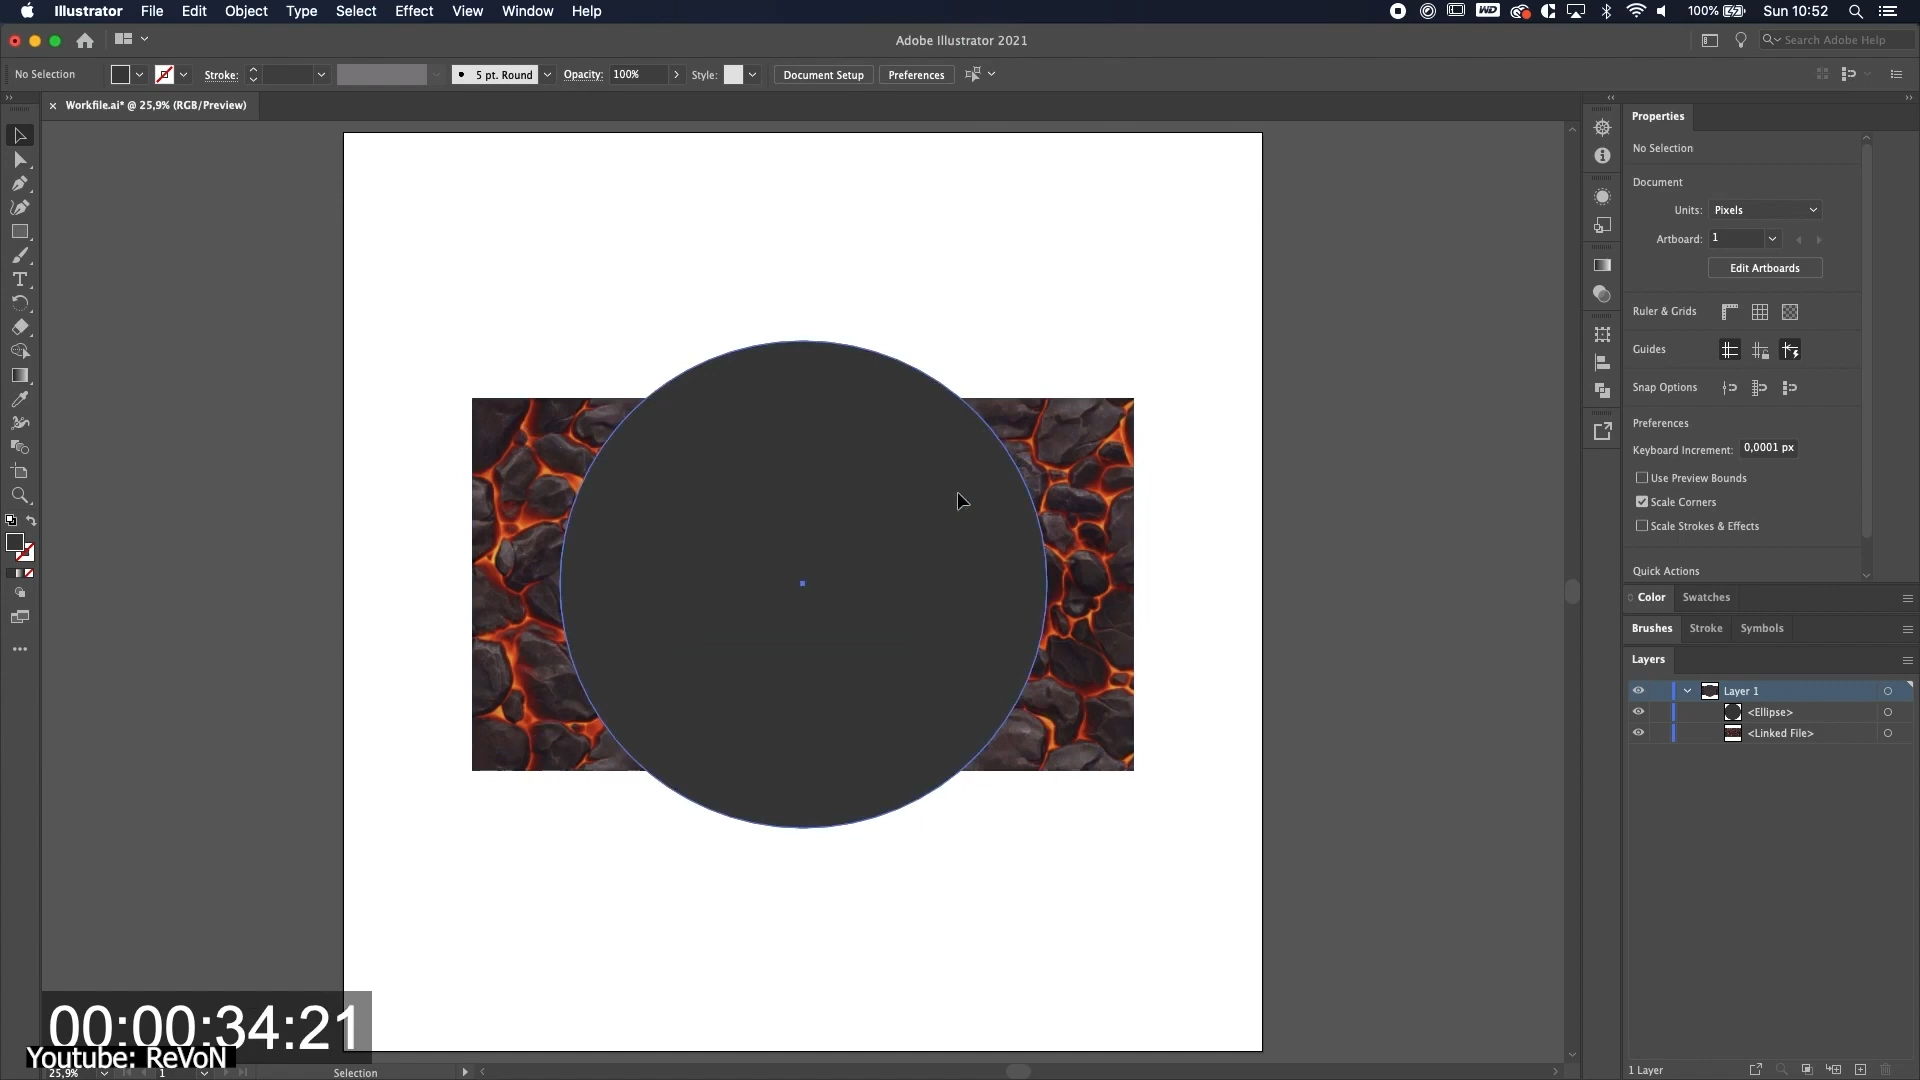 Illustrator File Edit Object Type Select Effect View Window Help
WD 100% Sun 10:52
Adobe Illustrator 2021
Search Adobe Help
No Selection Stroke: 5 pt. Round Opacity: 100% Style: Document Setup Preferences
× Workfile.ai* @ 25,9% (RGB/Preview)
Properties
No Selection
Document
Units: Pixels
Artboard: 1
Edit Artboards
Ruler & Grids
Guides
Snap Options
Preferences
Keyboard Increment: 0,0001 px
Use Preview Bounds
Scale Corners
Scale Strokes & Effects
Quick Actions
Color Swatches
Brushes Stroke Symbols
Layers
Layer 1
<Ellipse>
<Linked File>
00:00:34:21
Youtube: ReVoN
25,9% 1 Selection
1 Layer